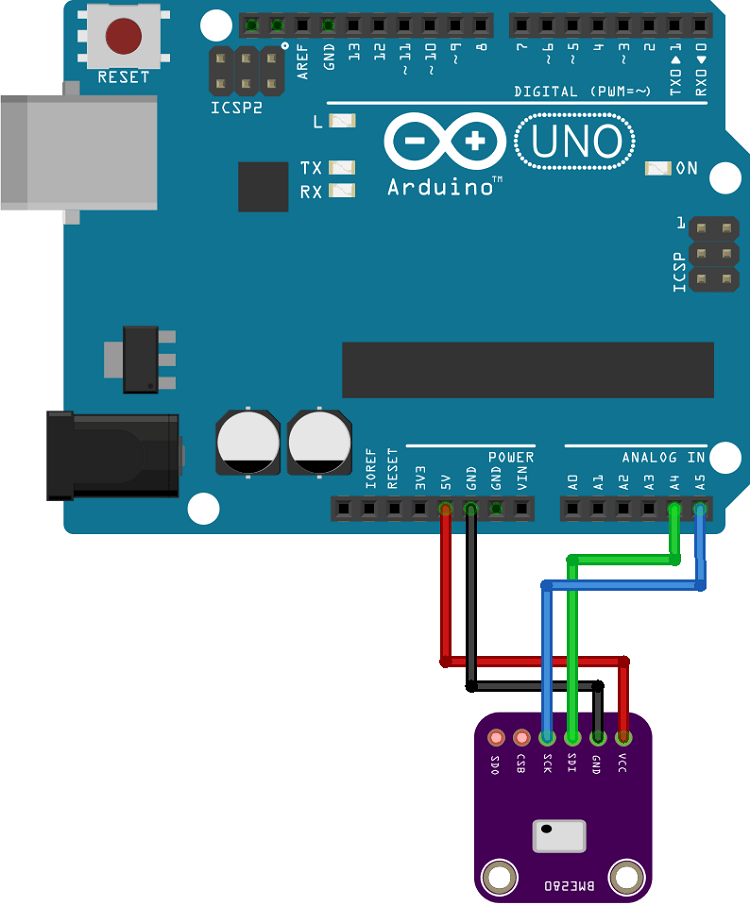 RESET
ICSP2
AREF
GND
13
12
~11
~10
~9
8
7
~6
~5
4
~3
2
TX0▶1
RX0◀0
DIGITAL (PWM=~)
L
TX
RX
UNO
Arduino™
ON
1
ICSP
POWER
ANALOG IN
IOREF
RESET
3V3
5V
GND
GND
VIN
A0
A1
A2
A3
A4
A5
SDO
CSB
SCK
SDI
GND
VCC
BME280